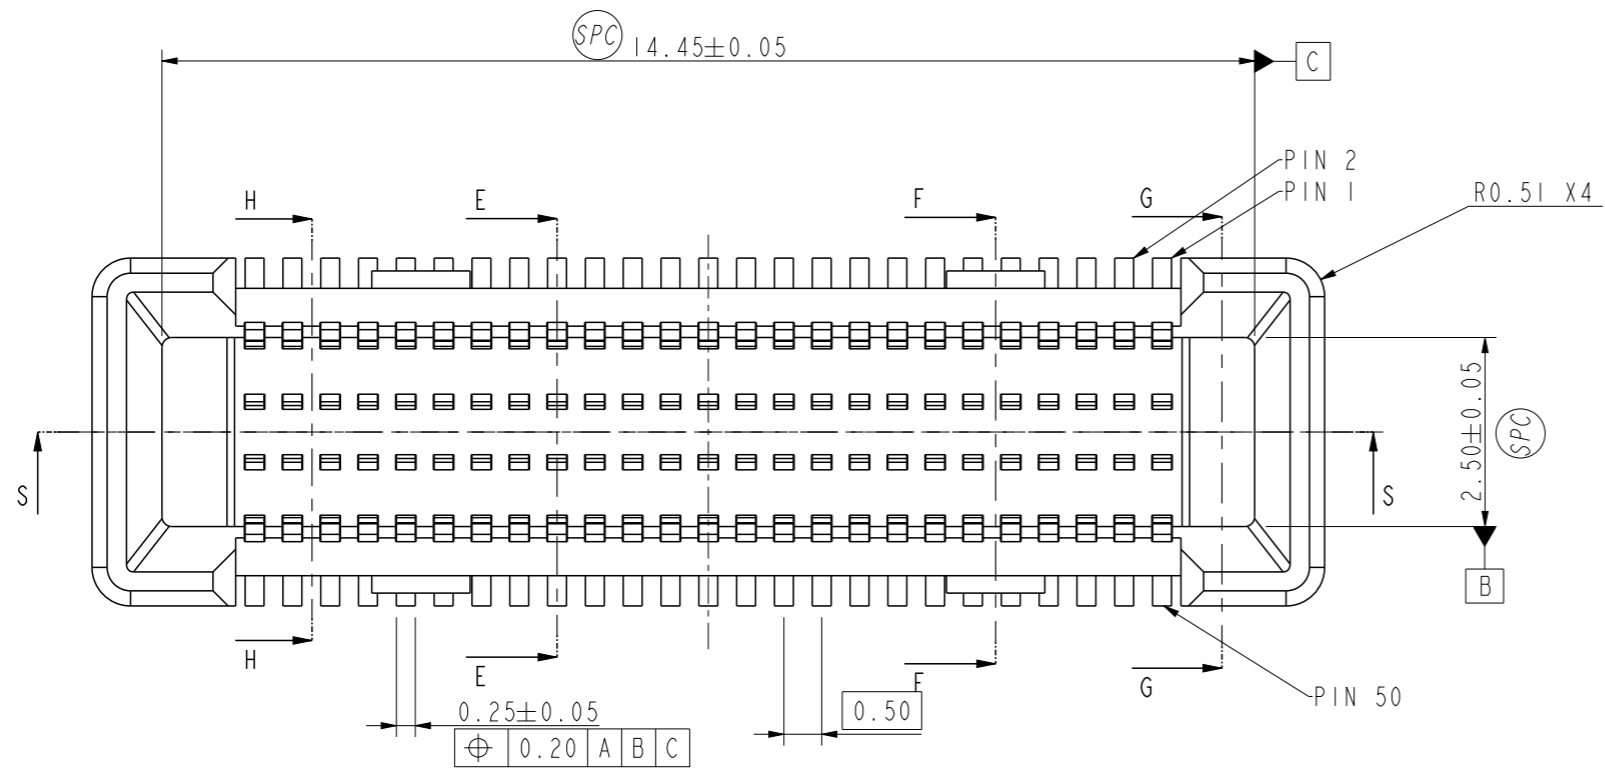 SPC 14.45±0.05
C
PIN 2
PIN 1
R0.51 X4
H
E
F
G
2.50±0.05
SPC
S
S
B
H
E
F
G
PIN 50
0.25±0.05
0.50
⌖ 0.20 A B C